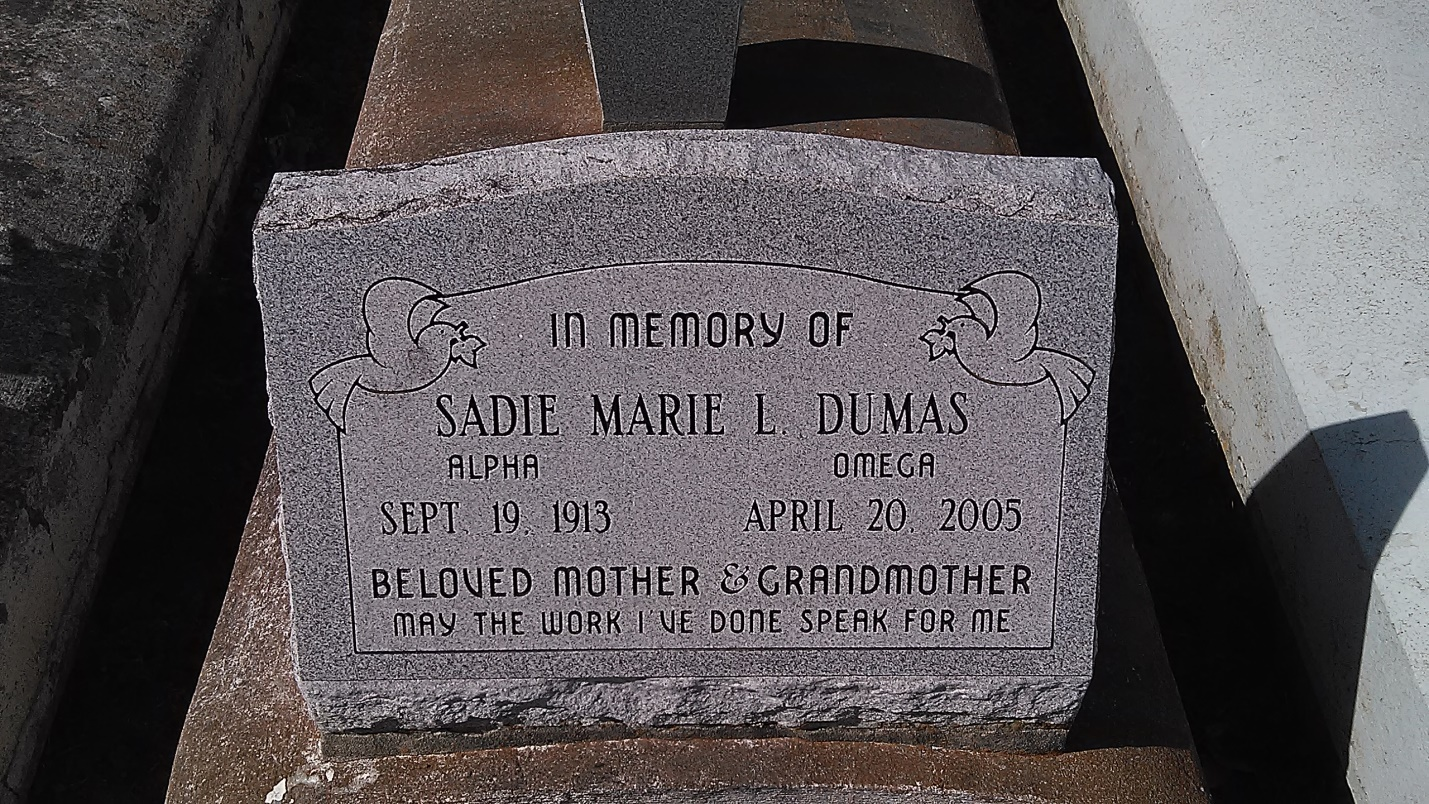 IN MEMORY OF
SADIE MARIE L. DUMAS
ALPHA OMEGA
SEPT. 19, 1913 APRIL 20, 2005
BELOVED MOTHER & GRANDMOTHER
MAY THE WORK I'VE DONE SPEAK FOR ME